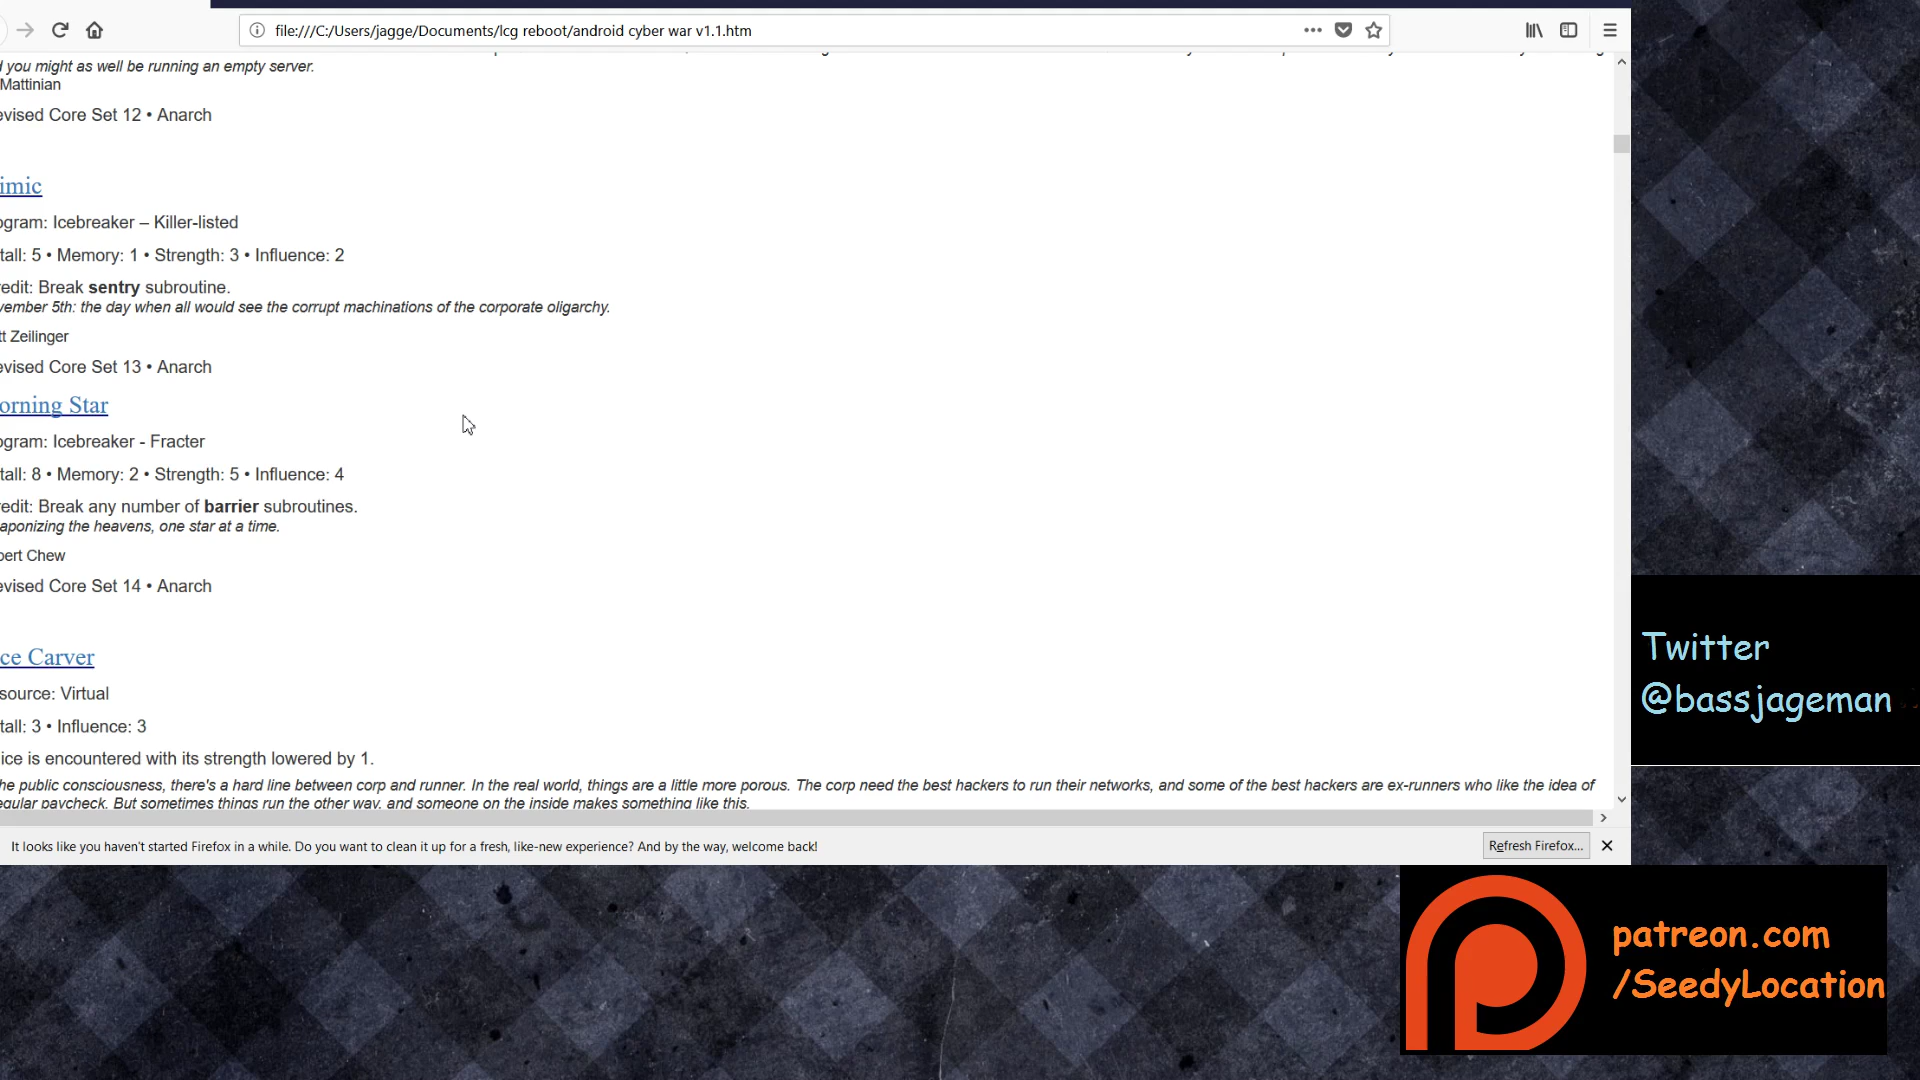 file:///C:/Users/jagge/Documents/lcg reboot/android cyber war v1.1.htm
you might as well be running an empty server.
Mattinian
evised Core Set 12 • Anarch
imic
ogram: Icebreaker – Killer-listed
tall: 5 • Memory: 1 • Strength: 3 • Influence: 2
redit: Break sentry subroutine.
vember 5th: the day when all would see the corrupt machinations of the corporate oligarchy.
tt Zeilinger
evised Core Set 13 • Anarch
orning Star
ogram: Icebreaker - Fracter
tall: 8 • Memory: 2 • Strength: 5 • Influence: 4
redit: Break any number of barrier subroutines.
aponizing the heavens, one star at a time.
bert Chew
evised Core Set 14 • Anarch
ce Carver
source: Virtual
tall: 3 • Influence: 3
ice is encountered with its strength lowered by 1.
he public consciousness, there's a hard line between corp and runner. In the real world, things are a little more porous. The corp need the best hackers to run their networks, and some of the best hackers are ex-runners who like the idea of
egular paycheck. But sometimes things run the other way, and someone on the inside makes something like this.
It looks like you haven't started Firefox in a while. Do you want to clean it up for a fresh, like-new experience? And by the way, welcome back!
Refresh Firefox...
Twitter
@bassjageman
patreon.com
/SeedyLocation